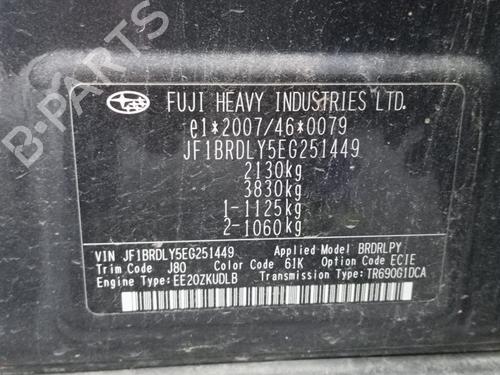 FUJI HEAVY INDUSTRIES LTD.
e1*2007/46*0079
JF1BRDLY5EG251449
2130kg
3830kg
1-1125kg
2-1060kg
VIN JF1BRDLY5EG251449 Applied Model BRDRLPY
Trim Code J80 Color Code 61K Option Code ECIE
Engine Type:EE20ZKUDLB Transmission Type:TR690G1DCA
B-PARTS